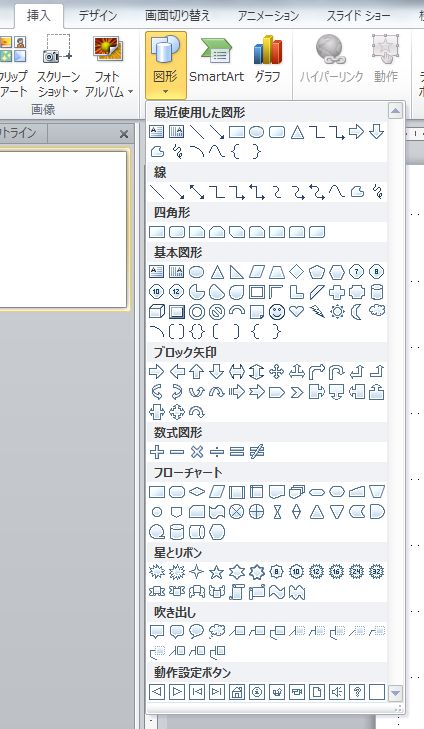 挿入 デザイン 画面切り替え アニメーション スライド ショー
クリップ アート
スクリーン ショット
フォト アルバム
図形
SmartArt
グラフ
ハイパーリンク
動作
画像
アウトライン
最近使用した図形
線
四角形
基本図形
ブロック矢印
数式図形
フローチャート
星とリボン
吹き出し
動作設定ボタン